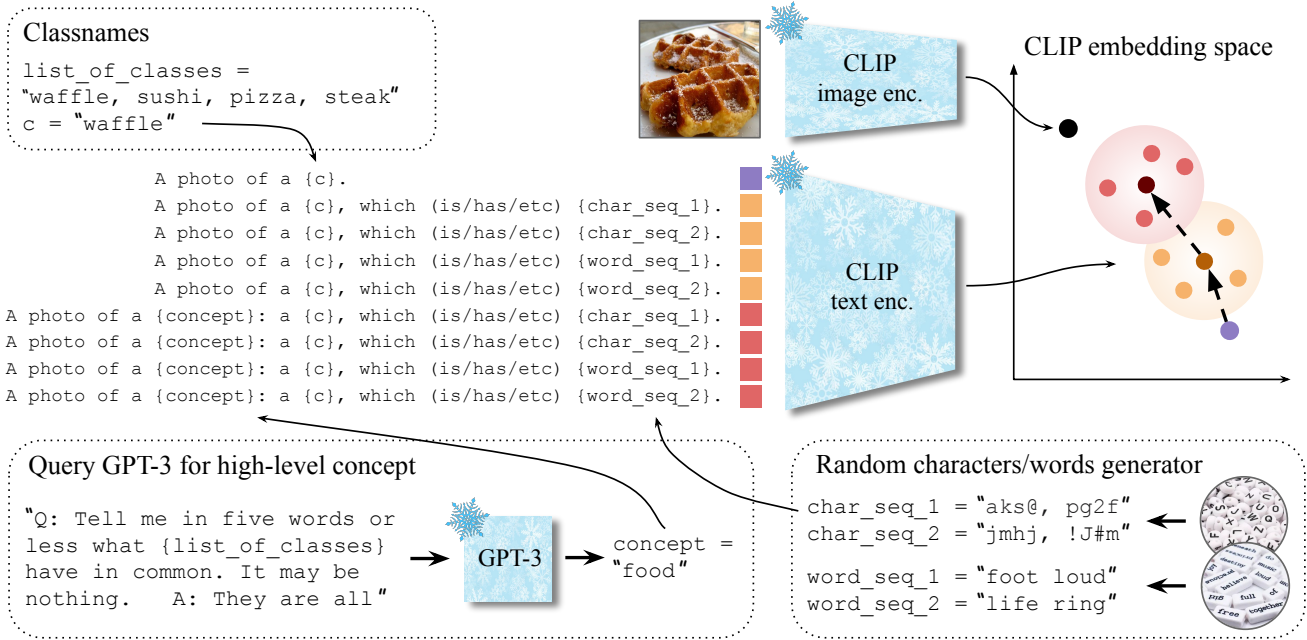 Classnames
list_of_classes =
"waffle, sushi, pizza, steak"
c = "waffle"
CLIP
image enc.
CLIP embedding space
A photo of a {c}.
A photo of a {c}, which (is/has/etc) {char_seq_1}.
A photo of a {c}, which (is/has/etc) {char_seq_2}.
A photo of a {c}, which (is/has/etc) {word_seq_1}.
A photo of a {c}, which (is/has/etc) {word_seq_2}.
A photo of a {concept}: a {c}, which (is/has/etc) {char_seq_1}.
A photo of a {concept}: a {c}, which (is/has/etc) {char_seq_2}.
A photo of a {concept}: a {c}, which (is/has/etc) {word_seq_1}.
A photo of a {concept}: a {c}, which (is/has/etc) {word_seq_2}.
CLIP
text enc.
Query GPT-3 for high-level concept
"Q: Tell me in five words or
less what {list_of_classes}
have in common. It may be
nothing. A: They are all"
GPT-3
concept =
"food"
Random characters/words generator
char_seq_1 = "aks@, pg2f"
char_seq_2 = "jmhj, !J#m"
word_seq_1 = "foot loud"
word_seq_2 = "life ring"
believe
loud
full
of
free
together